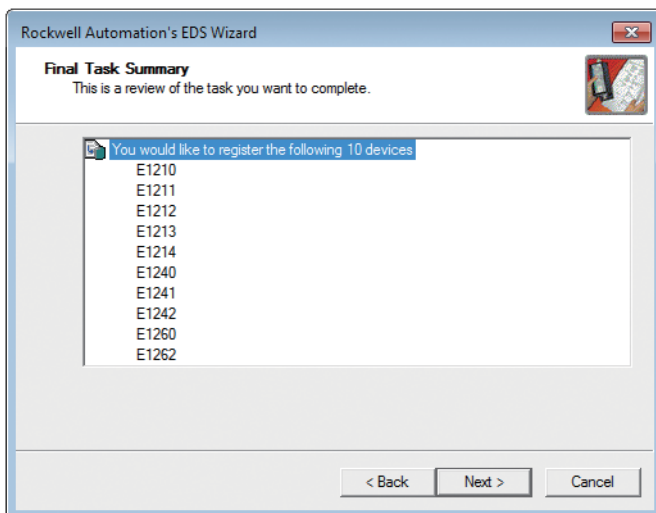 Rockwell Automation's EDS Wizard
Final Task Summary
This is a review of the task you want to complete.
You would like to register the following 10 devices
E1210
E1211
E1212
E1213
E1214
E1240
E1241
E1242
E1260
E1262
< Back
Next >
Cancel